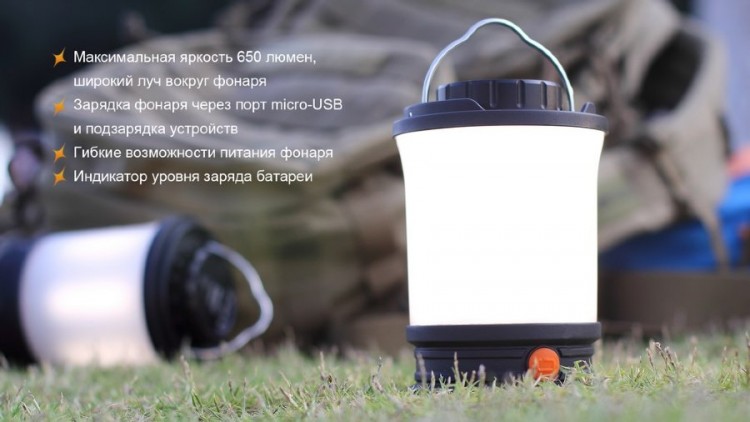 Максимальная яркость 650 люмен,
широкий луч вокруг фонаря
Зарядка фонаря через порт micro-USB
и подзарядка устройств
Гибкие возможности питания фонаря
Индикатор уровня заряда батареи